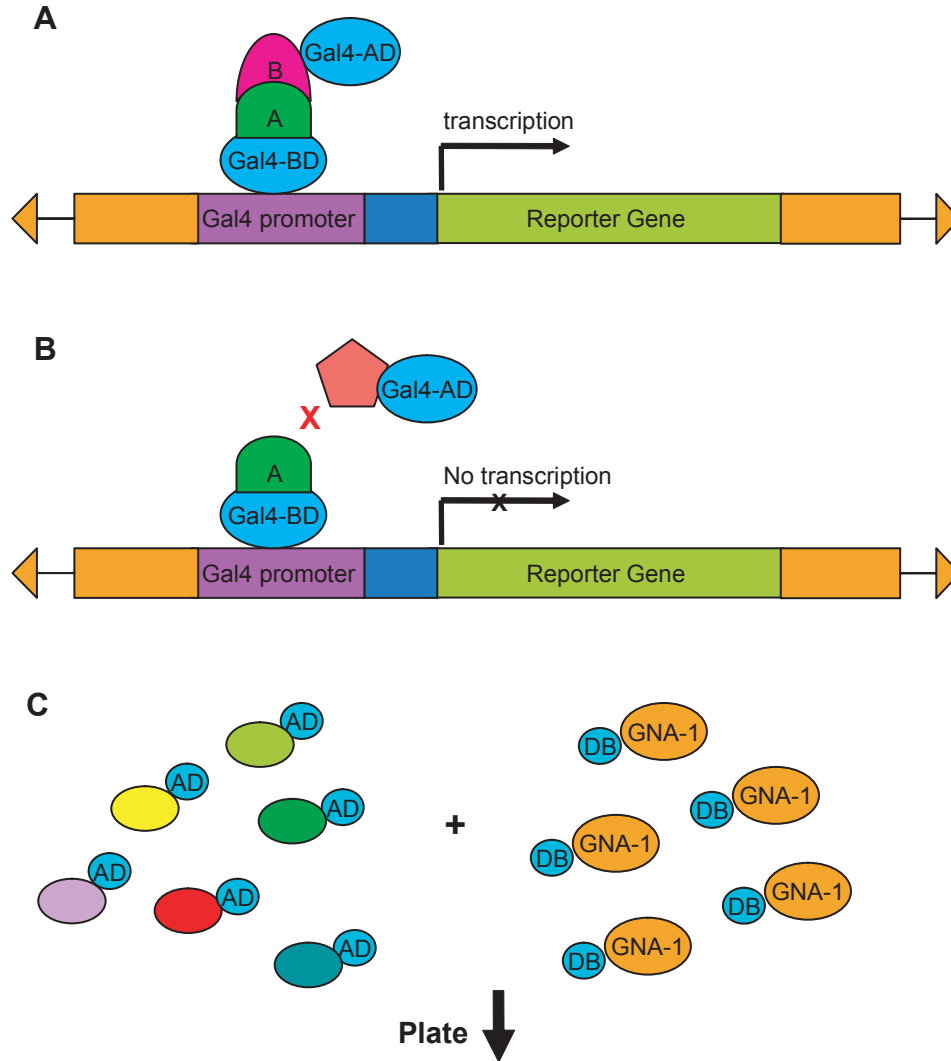 A
B
Gal4-AD
A
Gal4-BD
transcription
Gal4 promoter
Reporter Gene
B
Gal4-AD
X
A
Gal4-BD
No transcription
x
Gal4 promoter
Reporter Gene
C
AD
AD
AD
AD
AD
AD
+
DB GNA-1
DB GNA-1
DB GNA-1
DB GNA-1
DB GNA-1
Plate